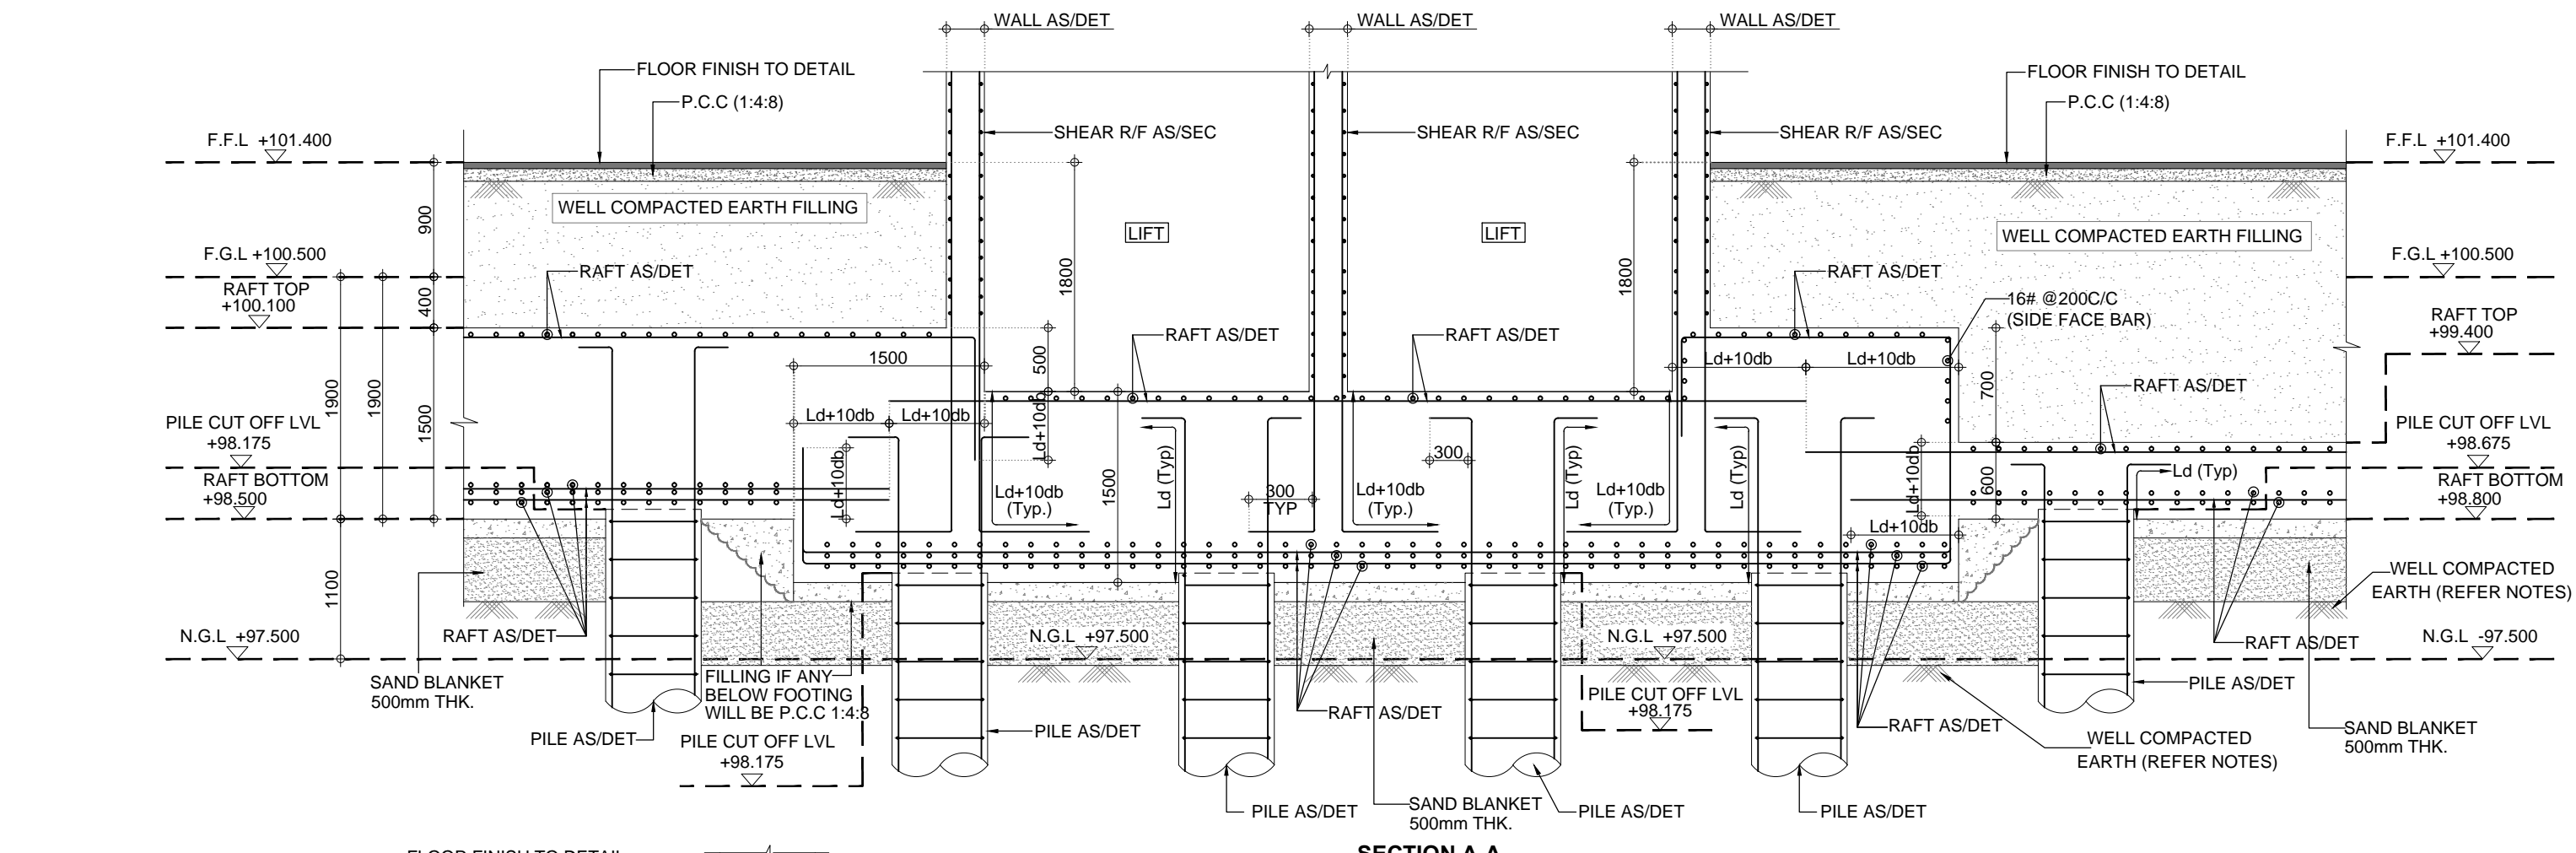 WALL AS/DET
WALL AS/DET
WALL AS/DET
FLOOR FINISH TO DETAIL
P.C.C (1:4:8)
FLOOR FINISH TO DETAIL
P.C.C (1:4:8)
SHEAR R/F AS/SEC
SHEAR R/F AS/SEC
SHEAR R/F AS/SEC
F.F.L +101.400
F.F.L +101.400
WELL COMPACTED EARTH FILLING
WELL COMPACTED EARTH FILLING
LIFT
LIFT
900
F.G.L +100.500
F.G.L +100.500
RAFT AS/DET
RAFT AS/DET
1800
1800
RAFT TOP
+100.100
400
16# @200C/C
(SIDE FACE BAR)
RAFT TOP
+99.400
RAFT AS/DET
RAFT AS/DET
1500
500
Ld+10db
Ld+10db
700
RAFT AS/DET
1900
1900
1500
PILE CUT OFF LVL
+98.175
Ld+10db
Ld+10db
Ld+10db
PILE CUT OFF LVL
+98.675
300
Ld+10db
1500
Ld (Typ)
Ld (Typ)
Ld (Typ)
Ld+10db
600
Ld (Typ)
RAFT BOTTOM
+98.500
RAFT BOTTOM
+98.800
Ld+10db
(Typ.)
300
TYP
Ld+10db
(Typ.)
Ld+10db
(Typ.)
Ld+10db
1100
WELL COMPACTED
EARTH (REFER NOTES)
N.G.L +97.500
RAFT AS/DET
N.G.L +97.500
N.G.L +97.500
RAFT AS/DET
N.G.L -97.500
SAND BLANKET
500mm THK.
FILLING IF ANY
BELOW FOOTING
WILL BE P.C.C 1:4:8
PILE CUT OFF LVL
+98.175
PILE AS/DET
RAFT AS/DET
RAFT AS/DET
PILE AS/DET
PILE AS/DET
PILE CUT OFF LVL
+98.175
WELL COMPACTED
EARTH (REFER NOTES)
SAND BLANKET
500mm THK.
PILE AS/DET
SAND BLANKET
500mm THK.
PILE AS/DET
PILE AS/DET
FLOOR FINISH TO DETAIL
SECTION A-A